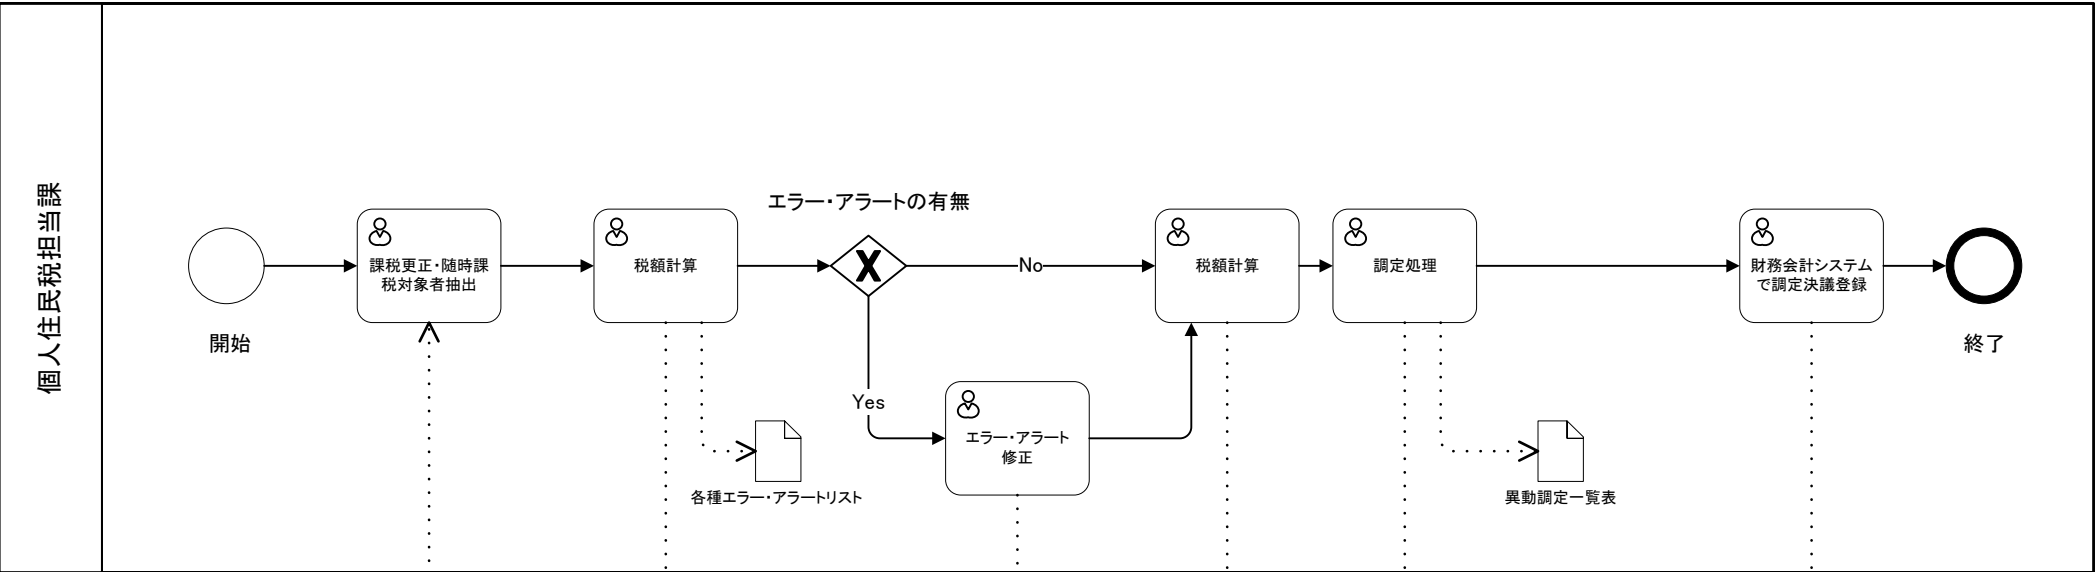 個人住民税担当課
開始
課税更正・随時課
税対象者抽出
税額計算
各種エラー・アラートリスト
エラー・アラートの有無
No
Yes
エラー・アラート
修正
税額計算
調定処理
異動調定一覧表
財務会計システム
で調定決議登録
終了